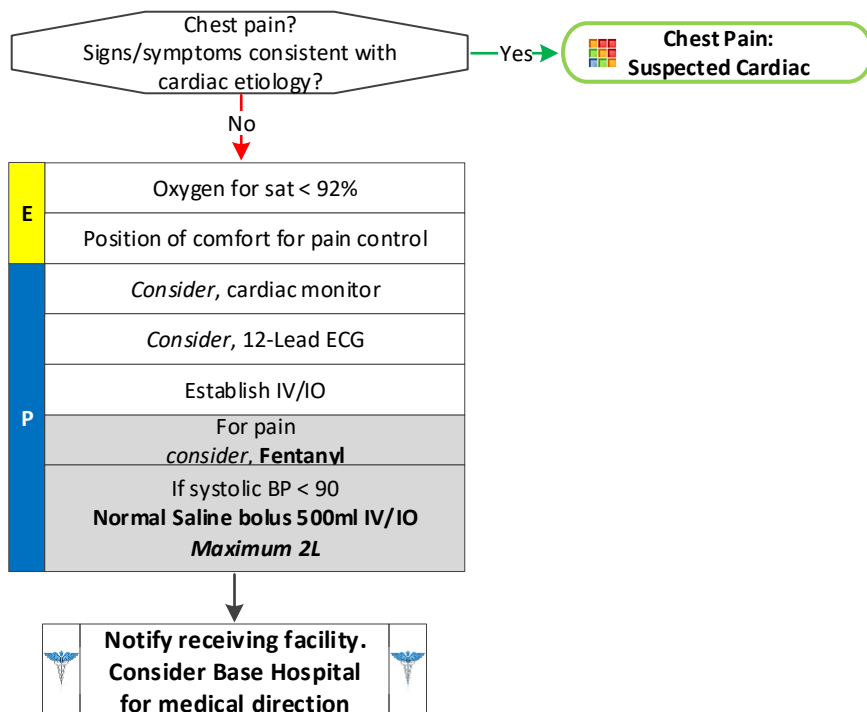 Chest pain?
Signs/symptoms consistent with
cardiac etiology?
Yes
Chest Pain:
Suspected Cardiac
No
E
Oxygen for sat < 92%
Position of comfort for pain control
P
Consider, cardiac monitor
Consider, 12-Lead ECG
Establish IV/IO
For pain
consider, Fentanyl
If systolic BP < 90
Normal Saline bolus 500ml IV/IO
Maximum 2L
Notify receiving facility.
Consider Base Hospital
for medical direction